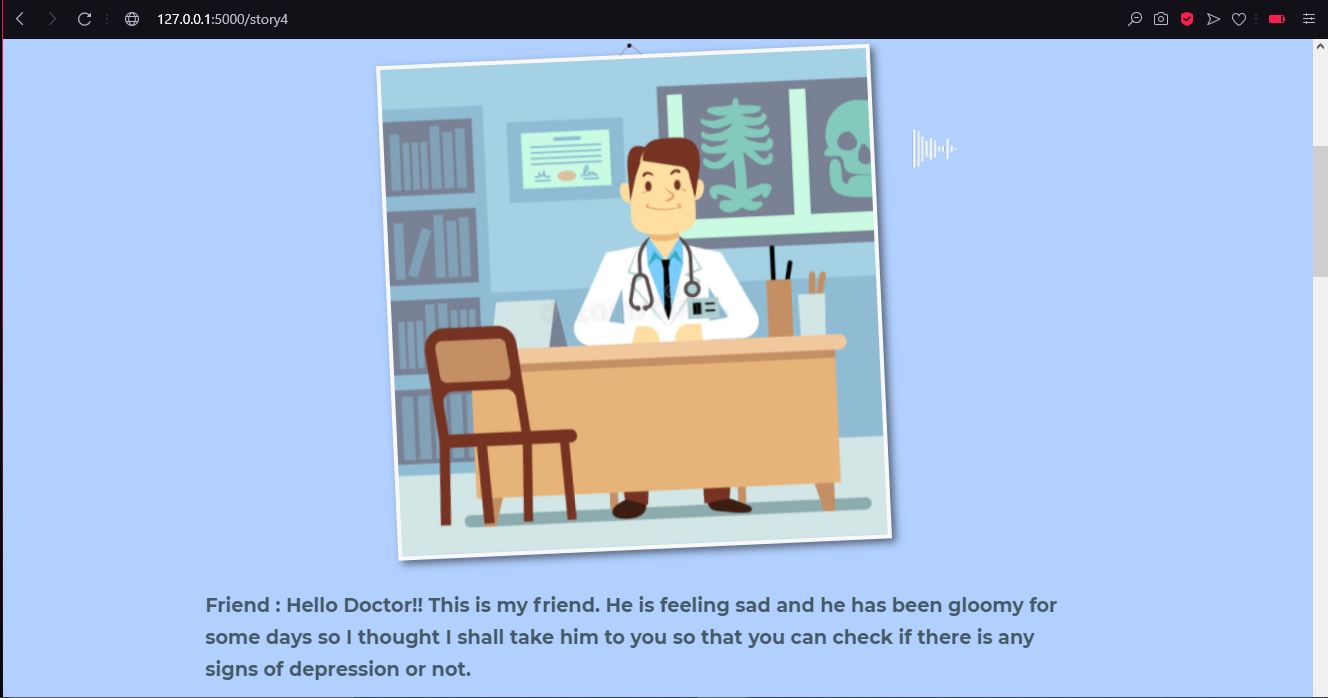 127.0.0.1:5000/story4
Friend : Hello Doctor!! This is my friend. He is feeling sad and he has been gloomy for
some days so I thought I shall take him to you so that you can check if there is any
signs of depression or not.